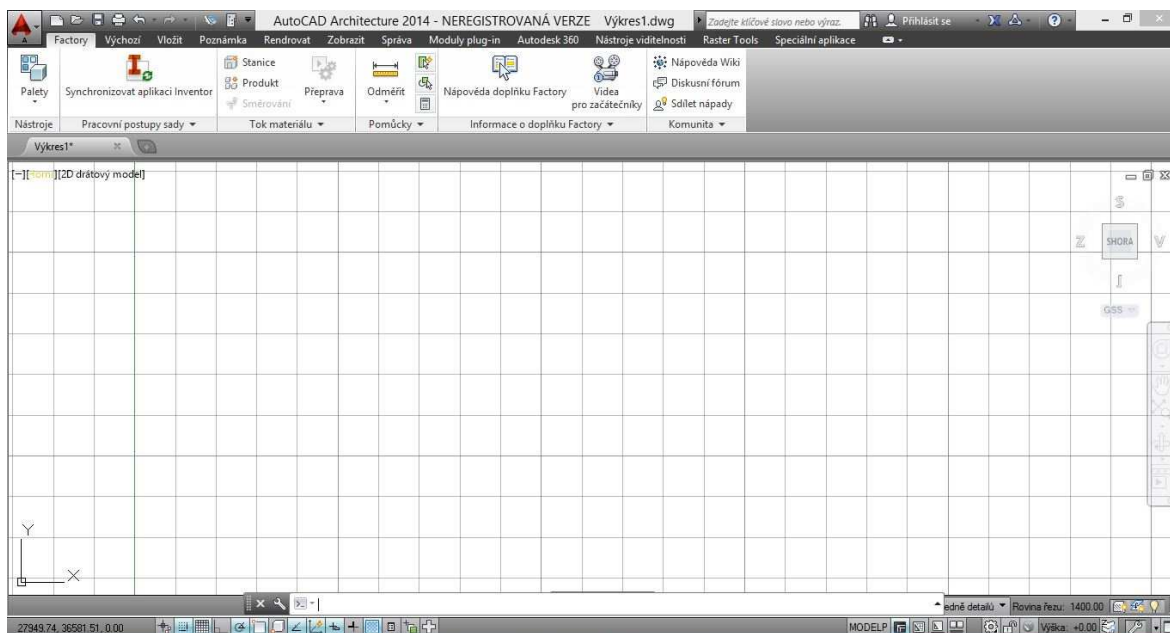 AutoCAD Architecture 2014 - NEREGISTROVANÁ VERZE Výkres1.dwg
Zadejte klíčové slovo nebo výraz.
Přihlásit se
Factory Výchozí Vložit Poznámka Rendrovat Zobrazit Správa Moduly plug-in Autodesk 360 Nástroje viditelnosti Raster Tools Speciální aplikace
Palety
Synchronizovat aplikaci Inventor
Stanice
Produkt
Směrování
Přeprava
Odměřit
Nápověda doplňku Factory
Videa
pro začátečníky
Nápověda Wiki
Diskusní fórum
Sdílet nápady
Nástroje
Pracovní postupy sady
Tok materiálu
Pomůcky
Informace o doplňku Factory
Komunita
Výkres1*
[−][Horní][2D drátový model]
S
Z SHORA V
J
GSS
Y
X
edně detailů Rovina řezu: 1400.00
27949.74, 36581.51, 0.00
MODELP
Výška: +0.00